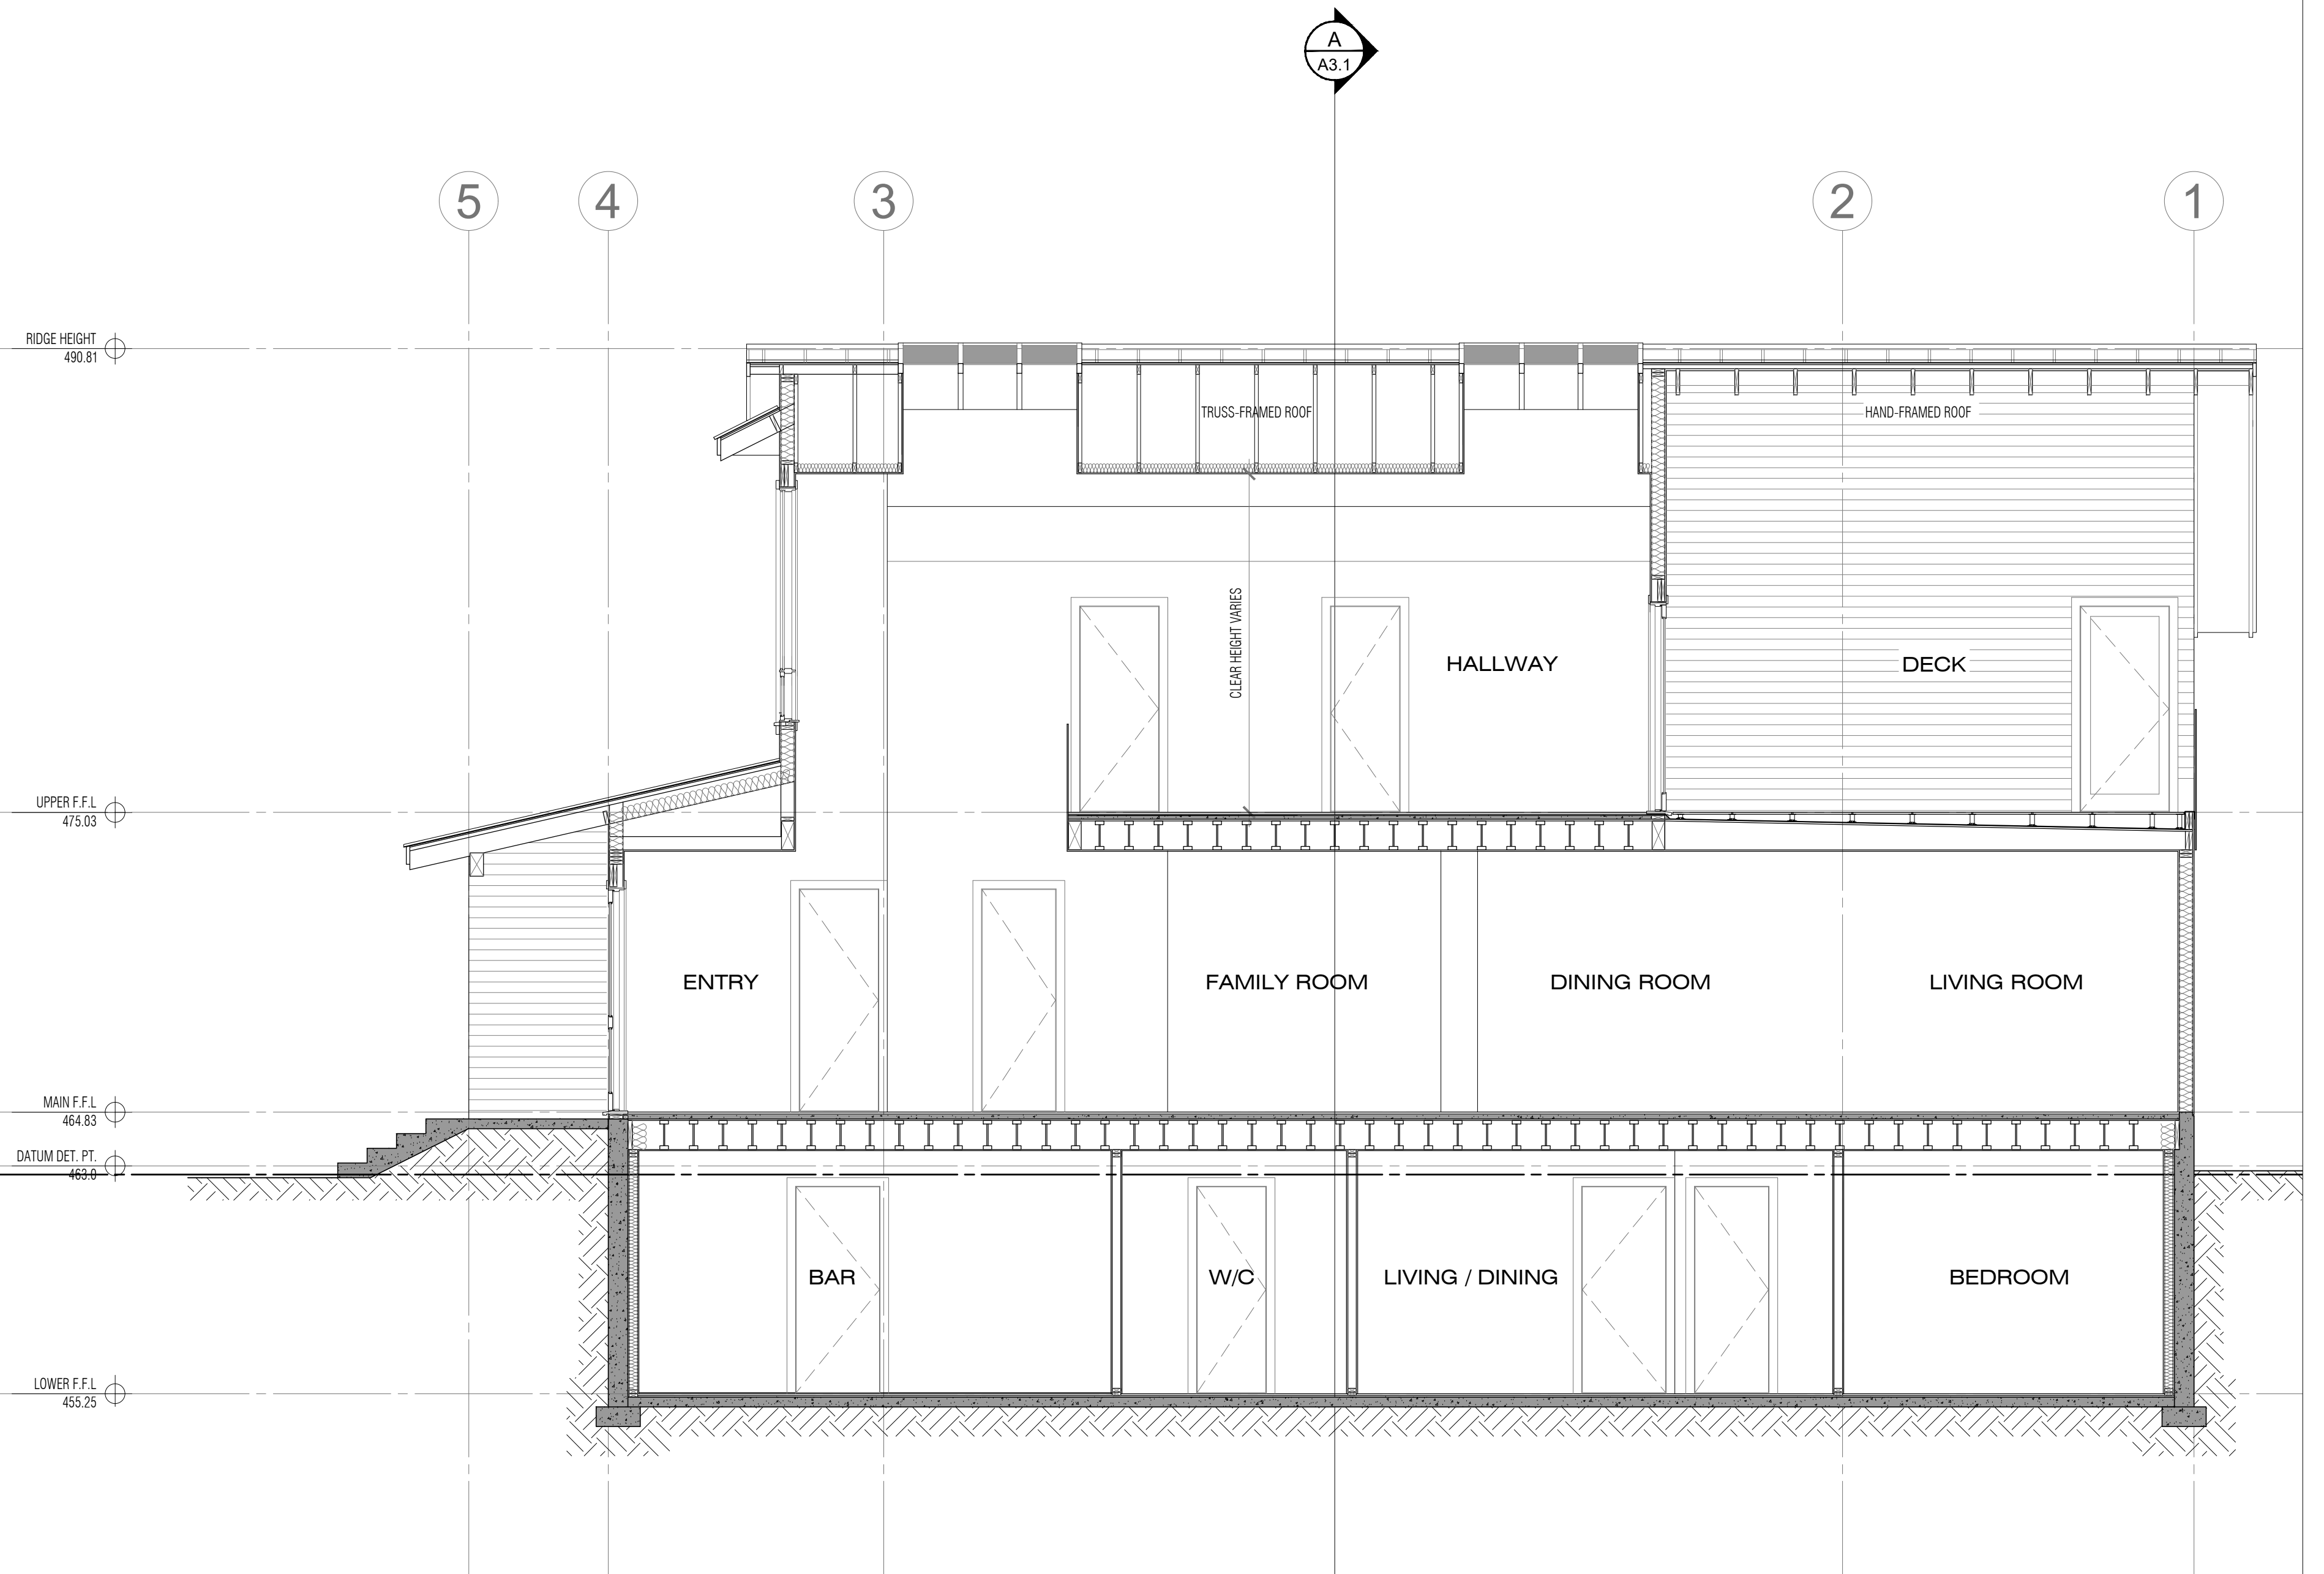 A
A3.1
5
4
3
2
1
RIDGE HEIGHT
490.81
TRUSS-FRAMED ROOF
HAND-FRAMED ROOF
CLEAR HEIGHT VARIES
HALLWAY
DECK
UPPER F.F.L
475.03
ENTRY
FAMILY ROOM
DINING ROOM
LIVING ROOM
MAIN F.F.L
464.83
DATUM DET. PT.
463.0
BAR
W/C
LIVING / DINING
BEDROOM
LOWER F.F.L
455.25